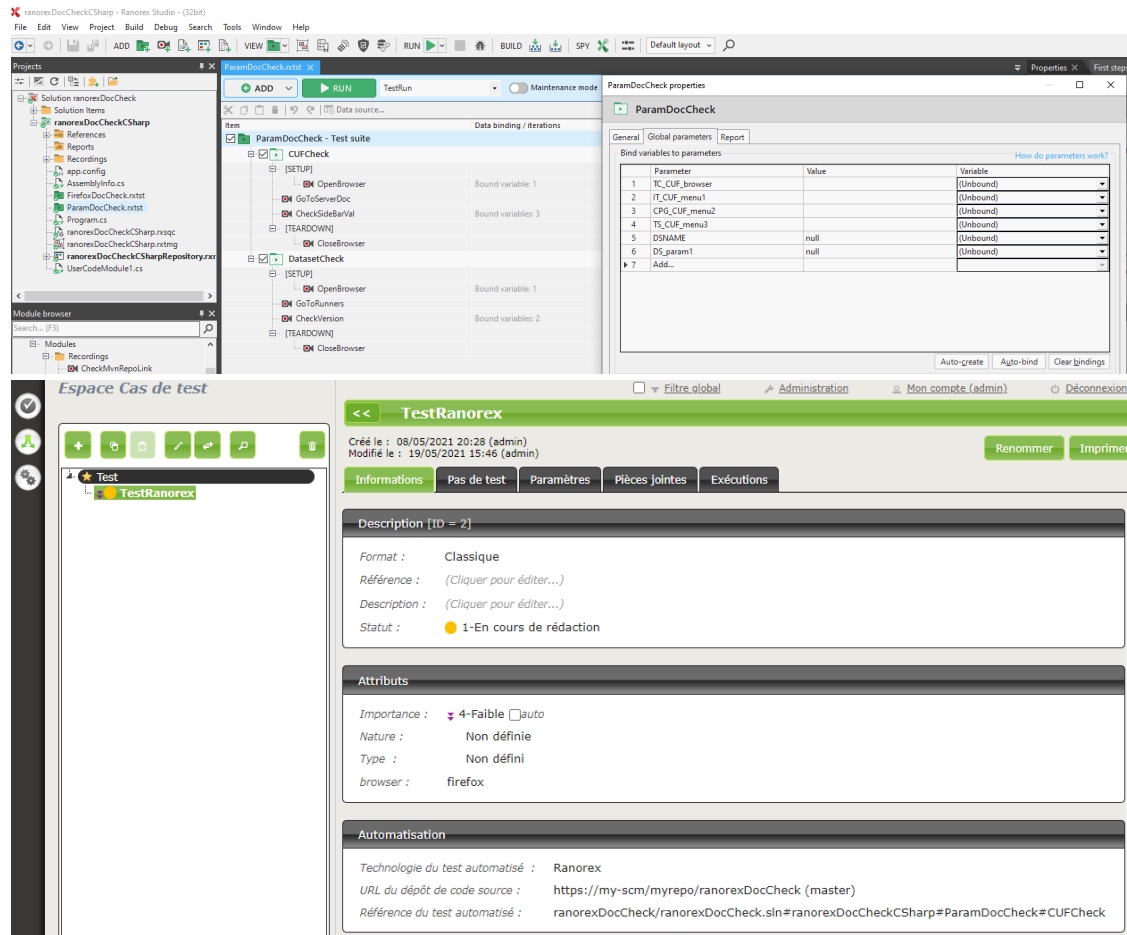 ranorexDocCheckCSharp - Ranorex Studio - (32bit)
File Edit View Project Build Debug Search Tools Window Help
ADD VIEW RUN BUILD SPY Default layout
Projects
ParamDocCheck.rxtst
Properties First steps
Solution ranorexDocCheck
Solution Items
ranorexDocCheckCSharp
References
Reports
Recordings
app.config
AssemblyInfo.cs
FirefoxDocCheck.rxtst
ParamDocCheck.rxtst
Program.cs
ranorexDocCheckCSharp.rxsqc
ranorexDocCheckCSharp.rxtmg
ranorexDocCheckCSharpRepository.rxr
UserCodeModule1.cs
Module browser
Search... (F3)
Modules
Recordings
CheckMvnRepoLink
ADD RUN TestRun Maintenance mode
Data source...
Item Data binding / iterations
ParamDocCheck - Test suite
CUFCheck
[SETUP]
OpenBrowser Bound variable: 1
GoToServerDoc
CheckSideBarVal Bound variables: 3
[TEARDOWN]
CloseBrowser
DatasetCheck
[SETUP]
OpenBrowser Bound variable: 1
GoToRunners
CheckVersion Bound variables: 2
[TEARDOWN]
CloseBrowser
ParamDocCheck properties
ParamDocCheck
General Global parameters Report
Bind variables to parameters
How do parameters work?
Parameter Value Variable
1 TC_CUF_browser (Unbound)
2 IT_CUF_menu1 (Unbound)
3 CPG_CUF_menu2 (Unbound)
4 TS_CUF_menu3 (Unbound)
5 DSNAME null (Unbound)
6 DS_param1 null (Unbound)
7 Add...
Auto-create Auto-bind Clear bindings
Espace Cas de test
Filtre global Administration Mon compte (admin) Déconnexion
Test
TestRanorex
<< TestRanorex
Créé le : 08/05/2021 20:28 (admin)
Modifié le : 19/05/2021 15:46 (admin)
Renommer Imprimer
Informations Pas de test Paramètres Pièces jointes Exécutions
Description [ID = 2]
Format : Classique
Référence : (Cliquer pour éditer...)
Description : (Cliquer pour éditer...)
Statut : 1-En cours de rédaction
Attributs
Importance : 4-Faible auto
Nature : Non définie
Type : Non défini
browser : firefox
Automatisation
Technologie du test automatisé : Ranorex
URL du dépôt de code source : https://my-scm/myrepo/ranorexDocCheck (master)
Référence du test automatisé : ranorexDocCheck/ranorexDocCheck.sln#ranorexDocCheckCSharp#ParamDocCheck#CUFCheck